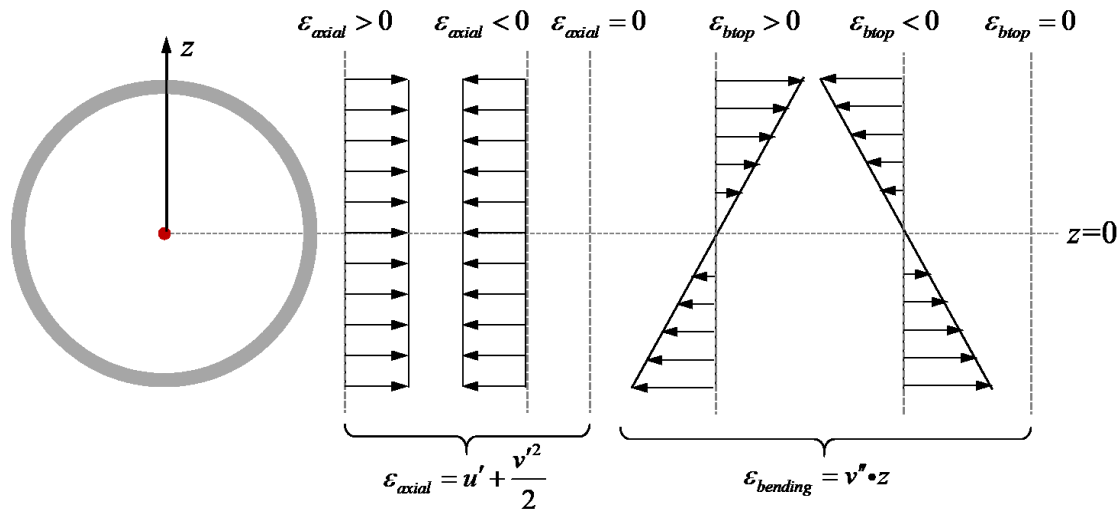 ε_axial > 0 ε_axial < 0 ε_axial = 0 ε_btop > 0 ε_btop < 0 ε_btop = 0
z
z=0
ε_axial = u′ + v′²/2 ε_bending = v″•z